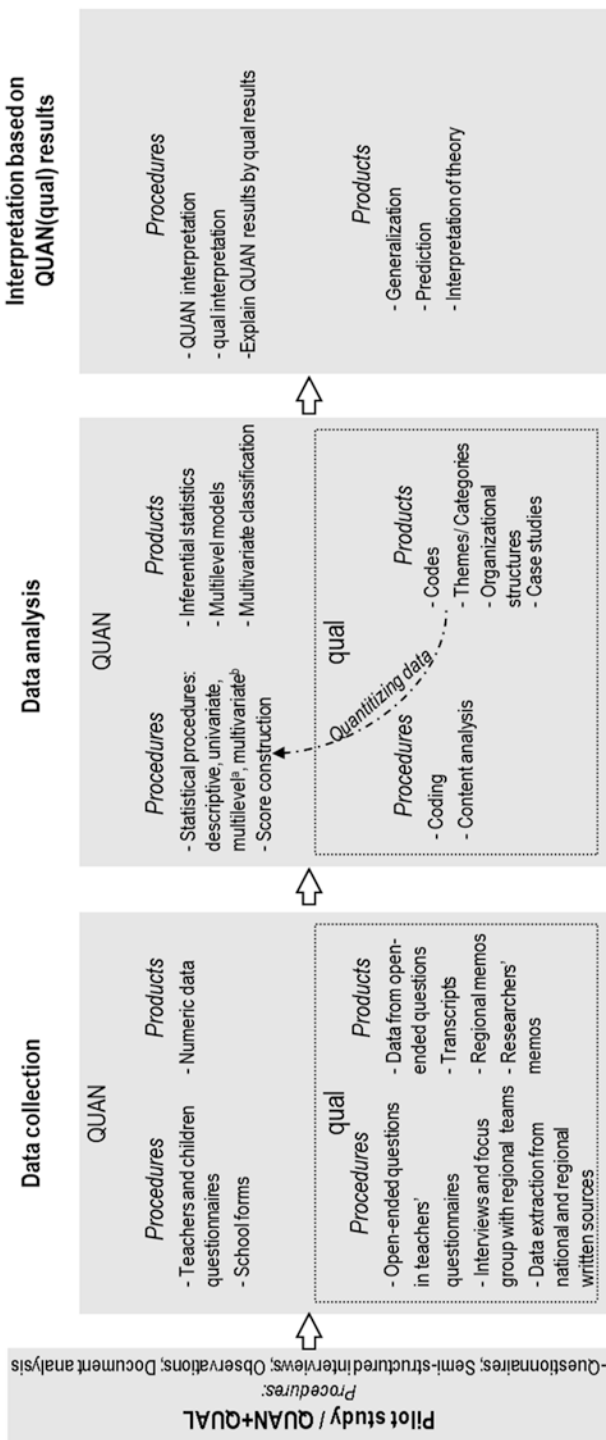 Pilot study / QUAN+QUAL
Procedures:
-Questionnaires; Semi-structured interviews; Observations; Document analysis
Data collection
QUAN
Procedures
- Teachers and children
questionnaires
- School forms
Products
- Numeric data
qual
Procedures
- Open-ended questions
in teachers'
questionnaires
- Interviews and focus
group with regional teams
- Data extraction from
national and regional
written sources
Products
- Data from open-
ended questions
- Transcripts
- Regional memos
- Researchers'
memos
Data analysis
QUAN
Procedures
- Statistical procedures:
descriptive, univariate,
multilevelª, multivariateᵇ
- Score construction
Products
- Inferential statistics
- Multilevel models
- Multivariate classification
Quantitizing data
qual
Procedures
- Coding
- Content analysis
Products
- Codes
- Themes/ Categories
- Organizational
structures
- Case studies
Interpretation based on
QUAN(qual) results
Procedures
- QUAN interpretation
- qual interpretation
-Explain QUAN results by qual results
Products
- Generalization
- Prediction
- Interpretation of theory